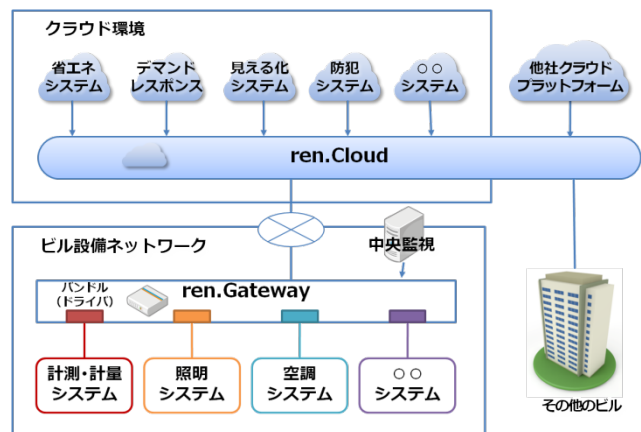 クラウド環境
省エネ
システム
デマンド
レスポンス
見える化
システム
防犯
システム
○○
システム
他社クラウド
プラットフォーム
ren.Cloud
ビル設備ネットワーク
中央監視
バンドル
(ドライバ)
ren.Gateway
計測・計量
システム
照明
システム
空調
システム
○○
システム
その他のビル